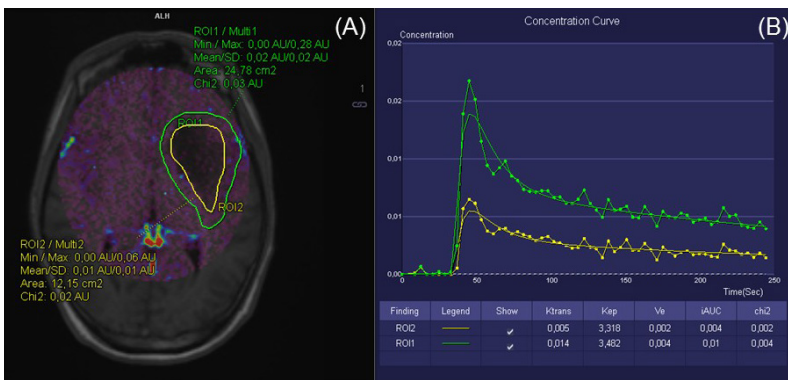 ALH
(A)
ROI1 / Multi1
Min / Max: 0,00 AU/0,28 AU
Mean/SD: 0,02 AU/0,02 AU
Area: 24,78 cm2
Chi2: 0,03 AU
1
ROI1
ROI2
ROI2 / Multi2
Min / Max: 0,00 AU/0,06 AU
Mean/SD: 0,01 AU/0,01 AU
Area: 12,15 cm2
Chi2: 0,02 AU
Concentration Curve
(B)
Concentration
0,02
0,02
0,01
0,01
0,00
0 50 100 150 200 250
Time(Sec)
Finding Legend Show Ktrans Kep Ve iAUC chi2
ROI2 0,005 3,318 0,002 0,004 0,002
ROI1 0,014 3,482 0,004 0,01 0,004